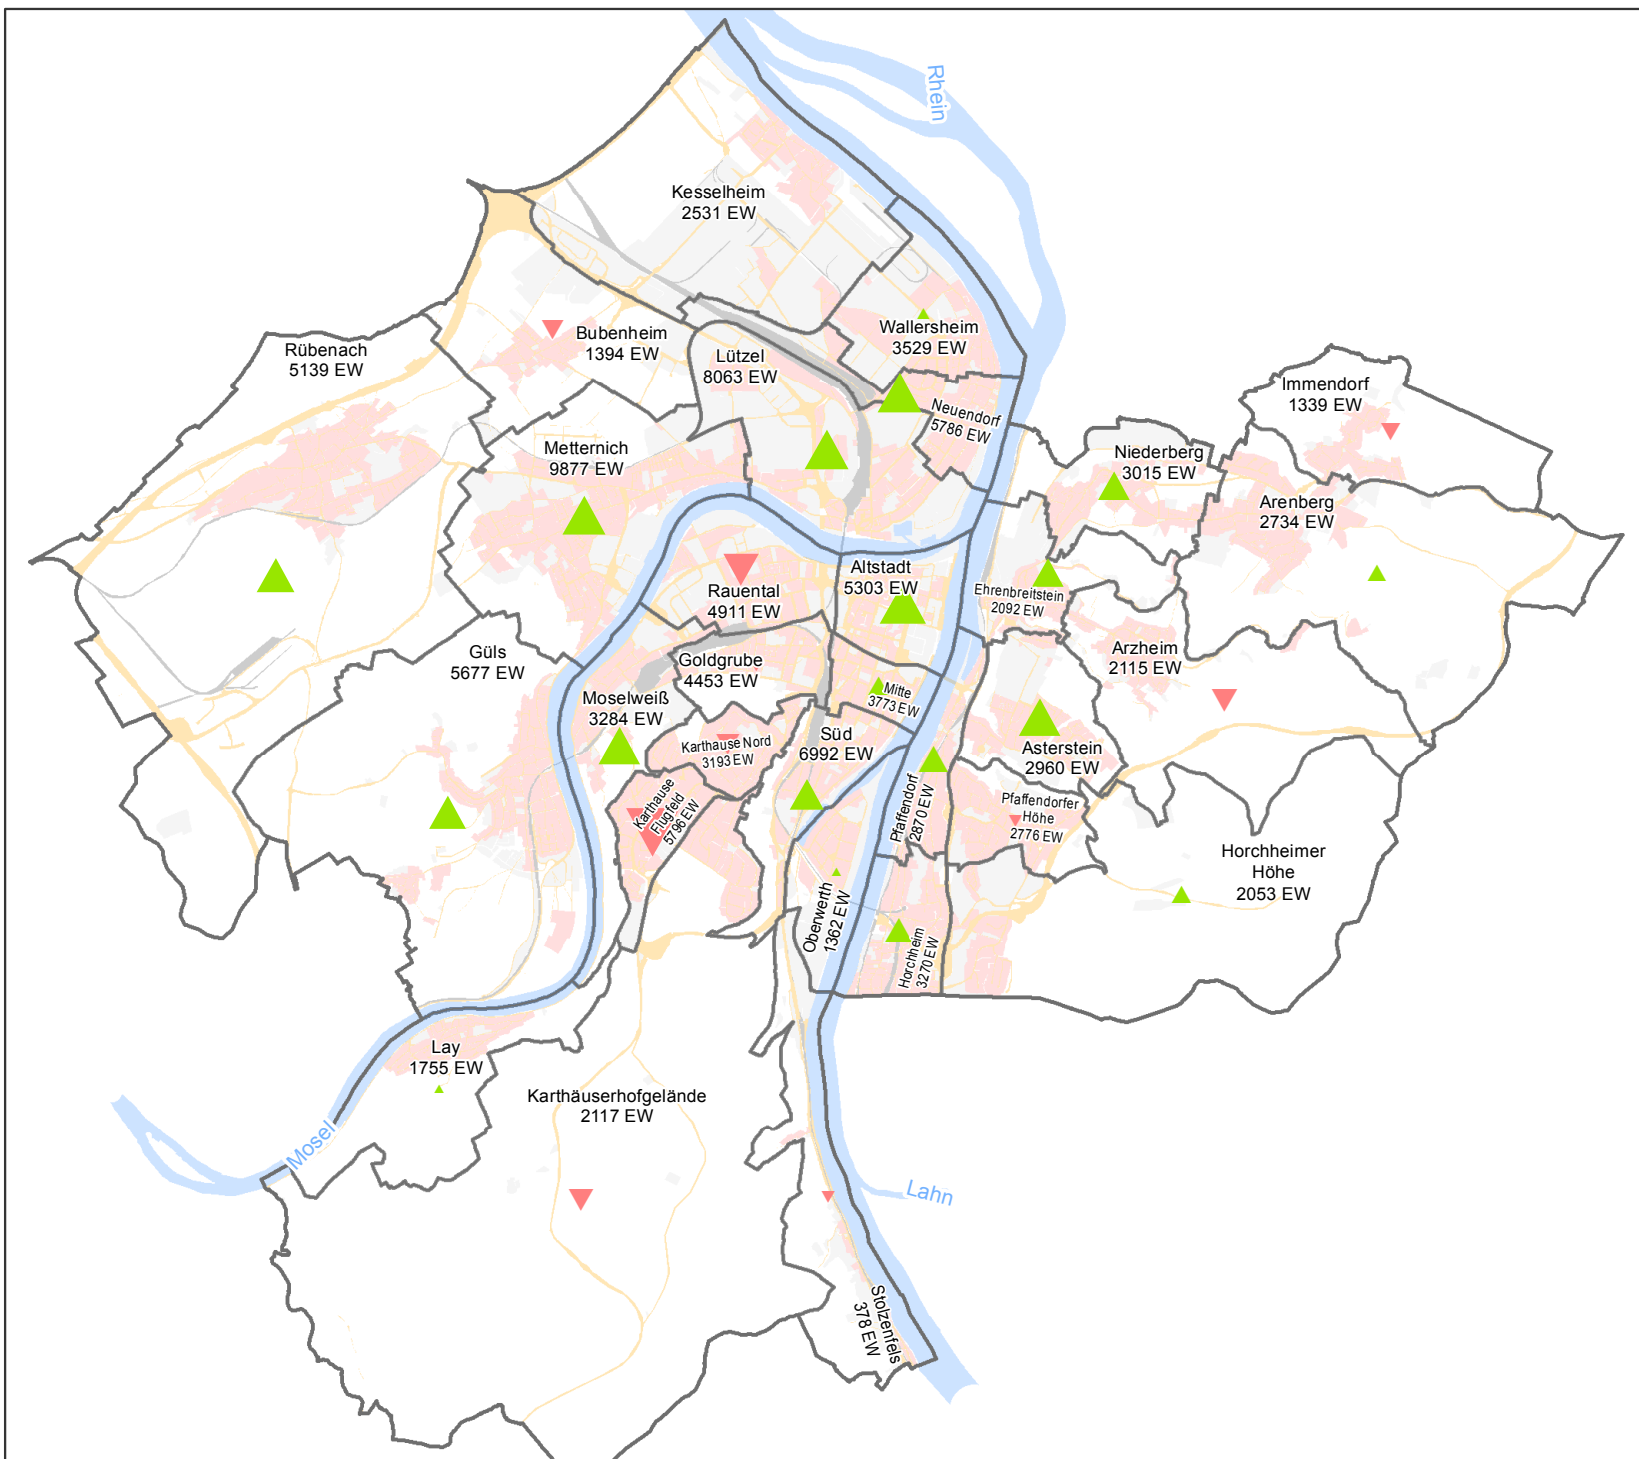 Rhein
Kesselheim
2531 EW
Wallersheim
3529 EW
Bubenheim
1394 EW
Rübenach
5139 EW
Lützel
8063 EW
Neuendorf
5786 EW
Immendorf
1339 EW
Metternich
9877 EW
Niederberg
3015 EW
Arenberg
2734 EW
Altstadt
5303 EW
Rauental
4911 EW
Ehrenbreitstein
2092 EW
Güls
5677 EW
Goldgrube
4453 EW
Arzheim
2115 EW
Moselweiß
3284 EW
Mitte
3773 EW
Karthause Nord
3193 EW
Süd
6992 EW
Asterstein
2960 EW
Karthause
Flugfeld
5796 EW
Pfaffendorf
2870 EW
Pfaffendorfer
Höhe
2776 EW
Horchheimer
Höhe
2053 EW
Oberwerth
1362 EW
Horchheim
3270 EW
Lay
1755 EW
Karthäuserhofgelände
2117 EW
Mosel
Lahn
Stolzenfels
378 EW